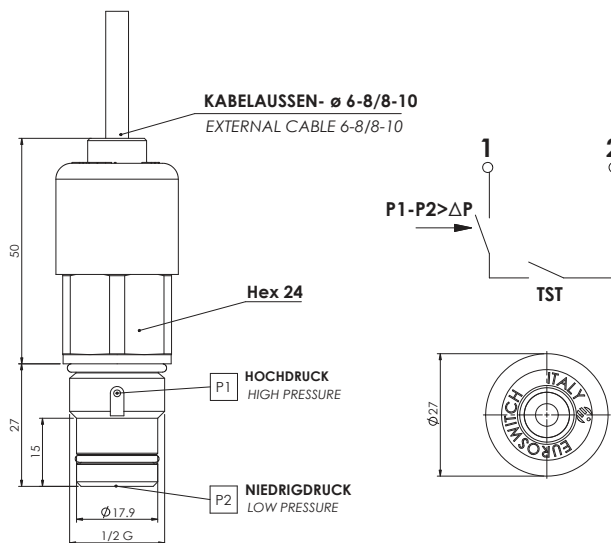 KABELAUSSEN- ø 6-8/8-10
EXTERNAL CABLE 6-8/8-10
1
2
P1-P2>△P
50
TST
Hex 24
P1
HOCHDRUCK
HIGH PRESSURE
27
15
Ø27
ITALY
EUROSWITCH
P2
NIEDRIGDRUCK
LOW PRESSURE
Ø17.9
1/2 G